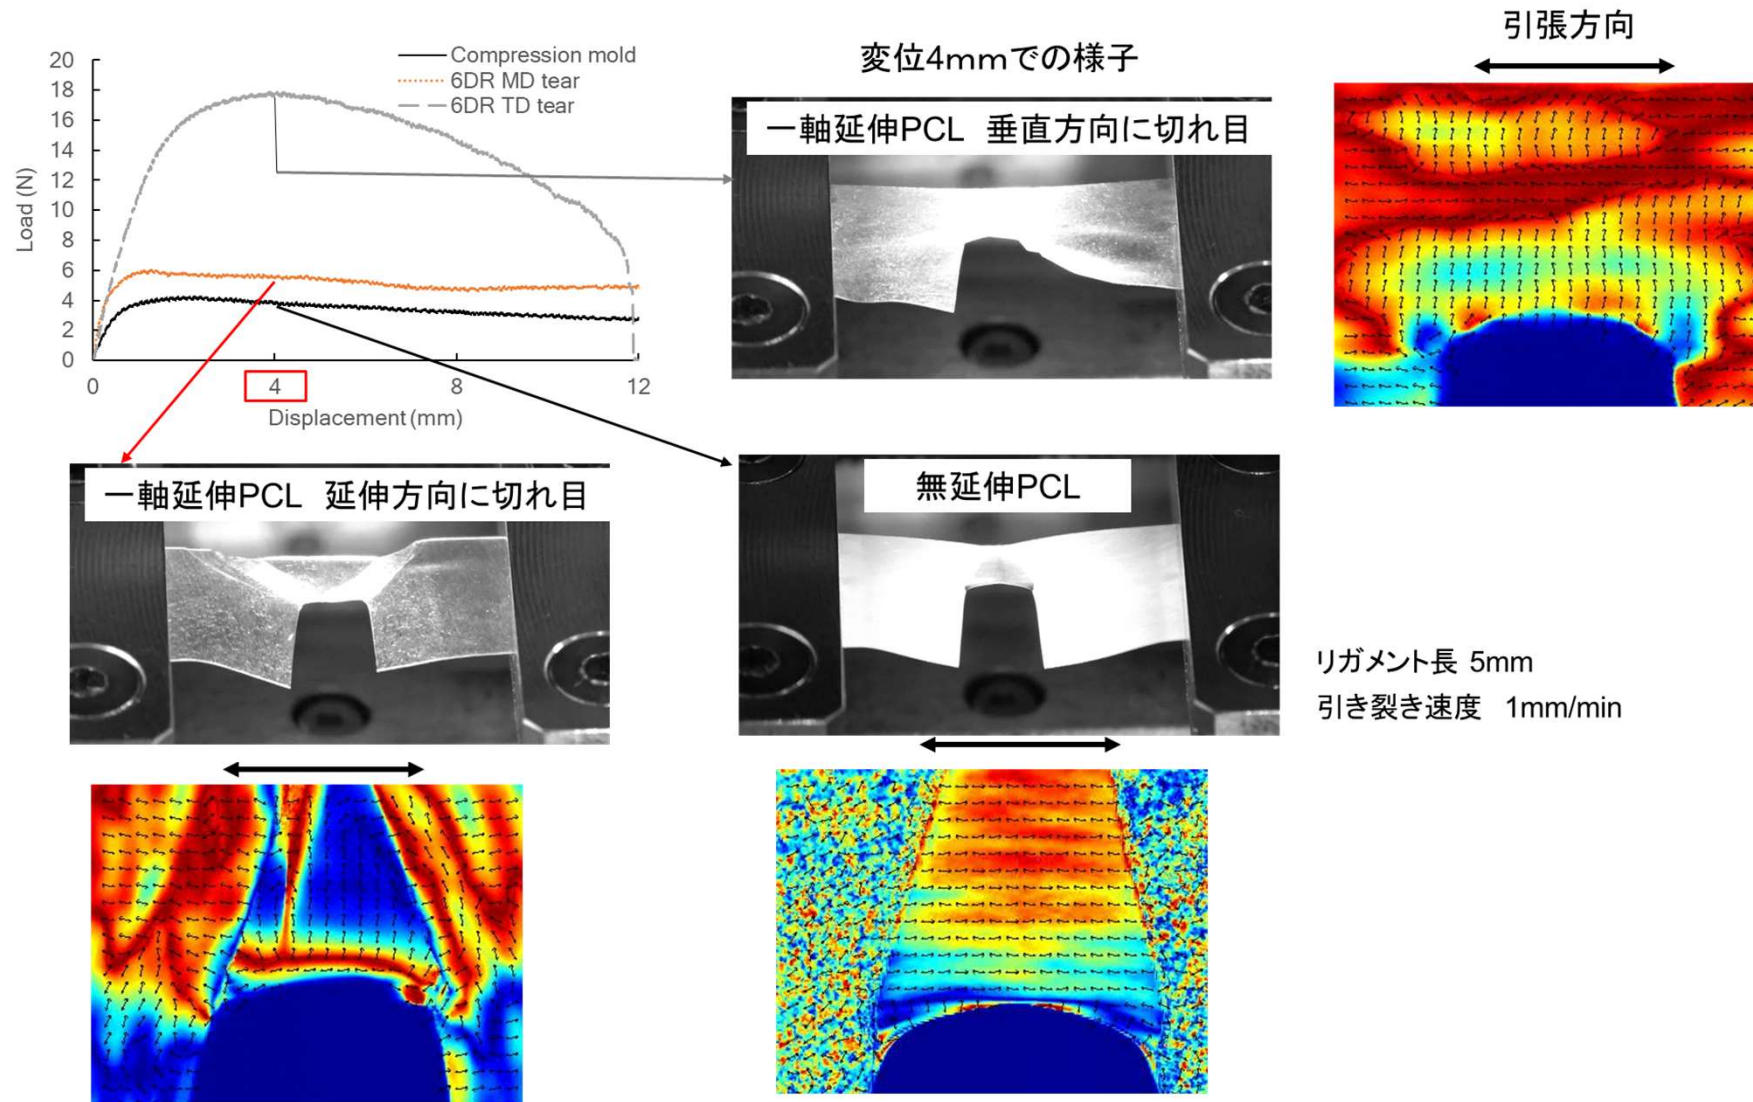 引張方向
変位4mmでの様子
Compression mold
6DR MD tear
6DR TD tear
20
18
16
14
12
10
8
6
4
2
0
Load (N)
0
4
8
12
Displacement (mm)
一軸延伸PCL 垂直方向に切れ目
一軸延伸PCL 延伸方向に切れ目
無延伸PCL
リガメント長 5mm
引き裂き速度 1mm/min